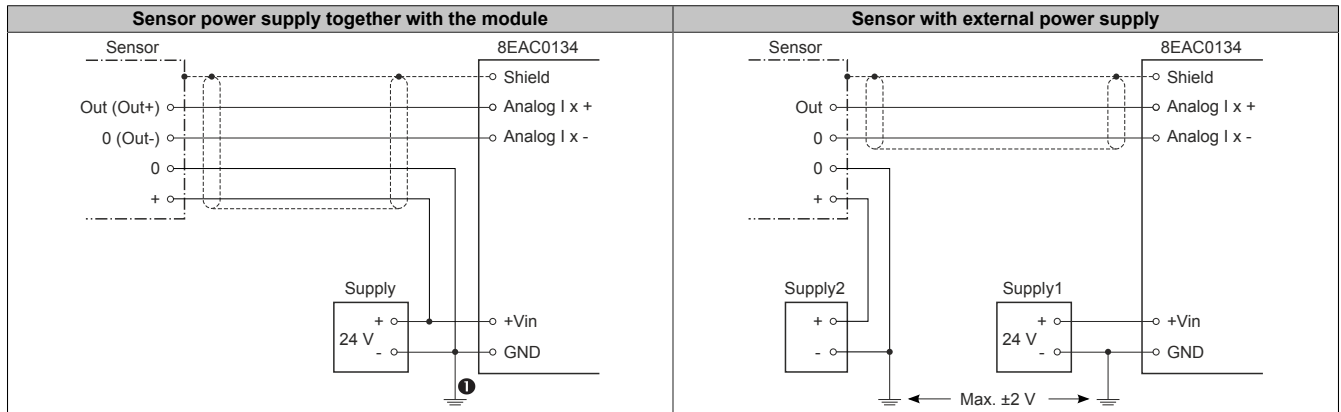 Sensor power supply together with the module
Sensor
8EAC0134
Shield
Out (Out+)
Analog I x +
0 (Out-)
Analog I x -
0
+
Supply
+
+Vin
24 V
-
GND
❶
Sensor with external power supply
Sensor
8EAC0134
Shield
Out
Analog I x +
0
Analog I x -
0
+
Supply2
Supply1
+
+
+Vin
24 V
-
-
GND
Max. ±2 V